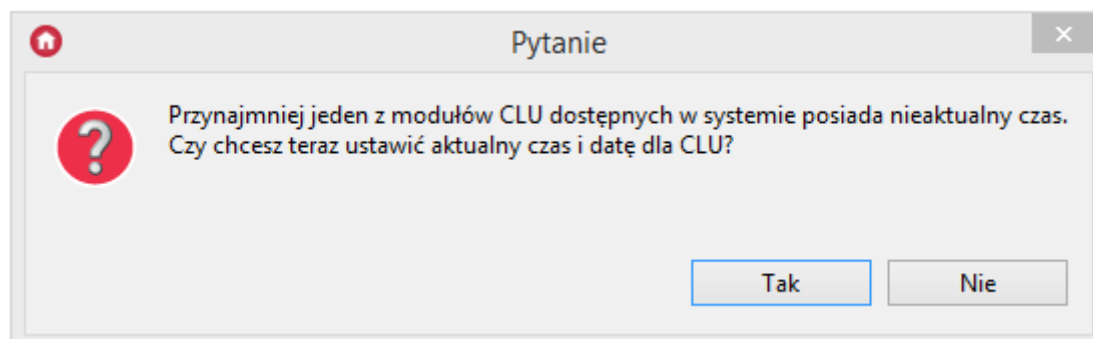 Pytanie
Przynajmniej jeden z modułów CLU dostępnych w systemie posiada nieaktualny czas.
Czy chcesz teraz ustawić aktualny czas i datę dla CLU?
Tak
Nie